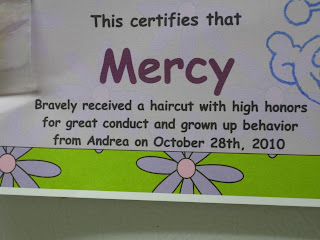 This certifies that
Mercy
Bravely received a haircut with high honors
for great conduct and grown up behavior
from Andrea on October 28th, 2010